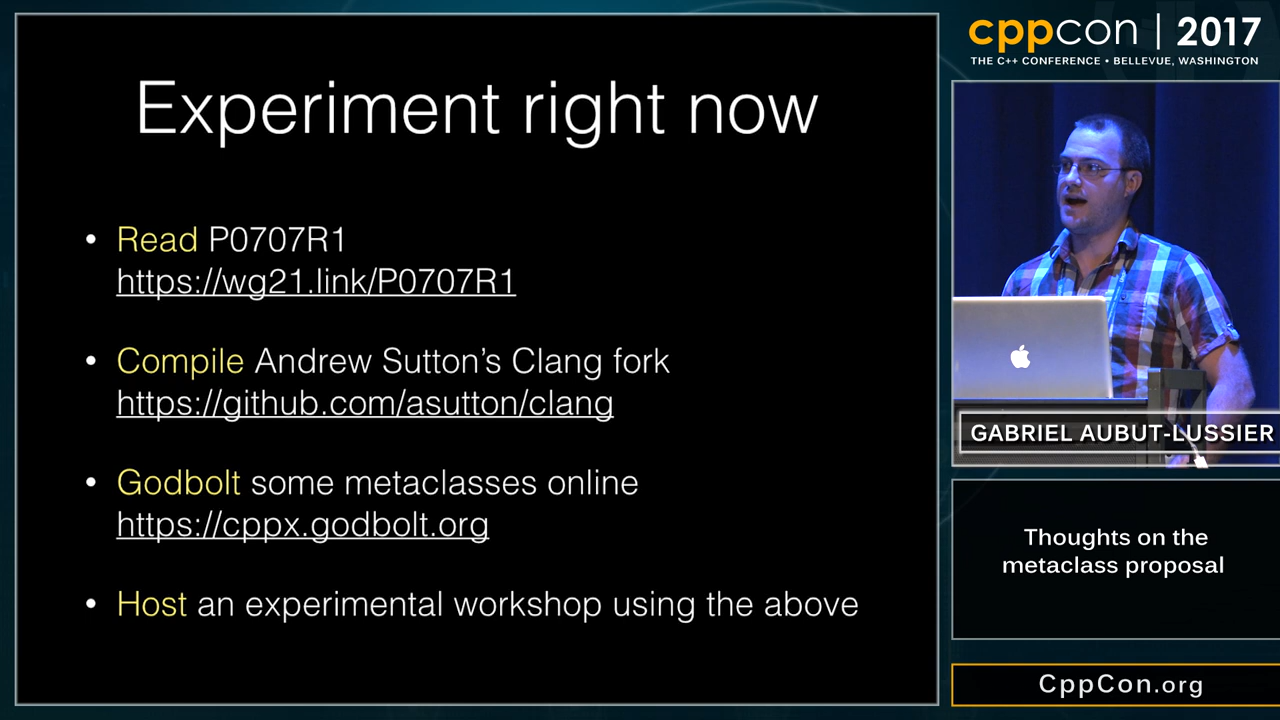 Experiment right now
• Read P0707R1
https://wg21.link/P0707R1
• Compile Andrew Sutton’s Clang fork
https://github.com/asutton/clang
• Godbolt some metaclasses online
https://cppx.godbolt.org
• Host an experimental workshop using the above
cppcon | 2017
THE C++ CONFERENCE • BELLEVUE, WASHINGTON
GABRIEL AUBUT-LUSSIER
Thoughts on the
metaclass proposal
CppCon.org